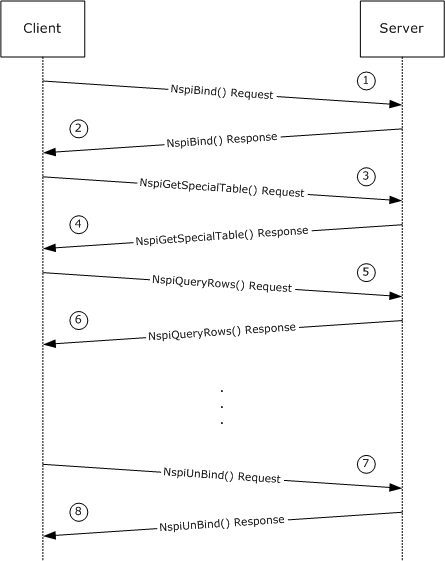 Client
Server
1
NspiBind() Request
2
NspiBind() Response
3
NspiGetSpecialTable() Request
4
NspiGetSpecialTable() Response
5
NspiQueryRows() Request
6
NspiQueryRows() Response
.
.
.
7
NspiUnBind() Request
8
NspiUnBind() Response